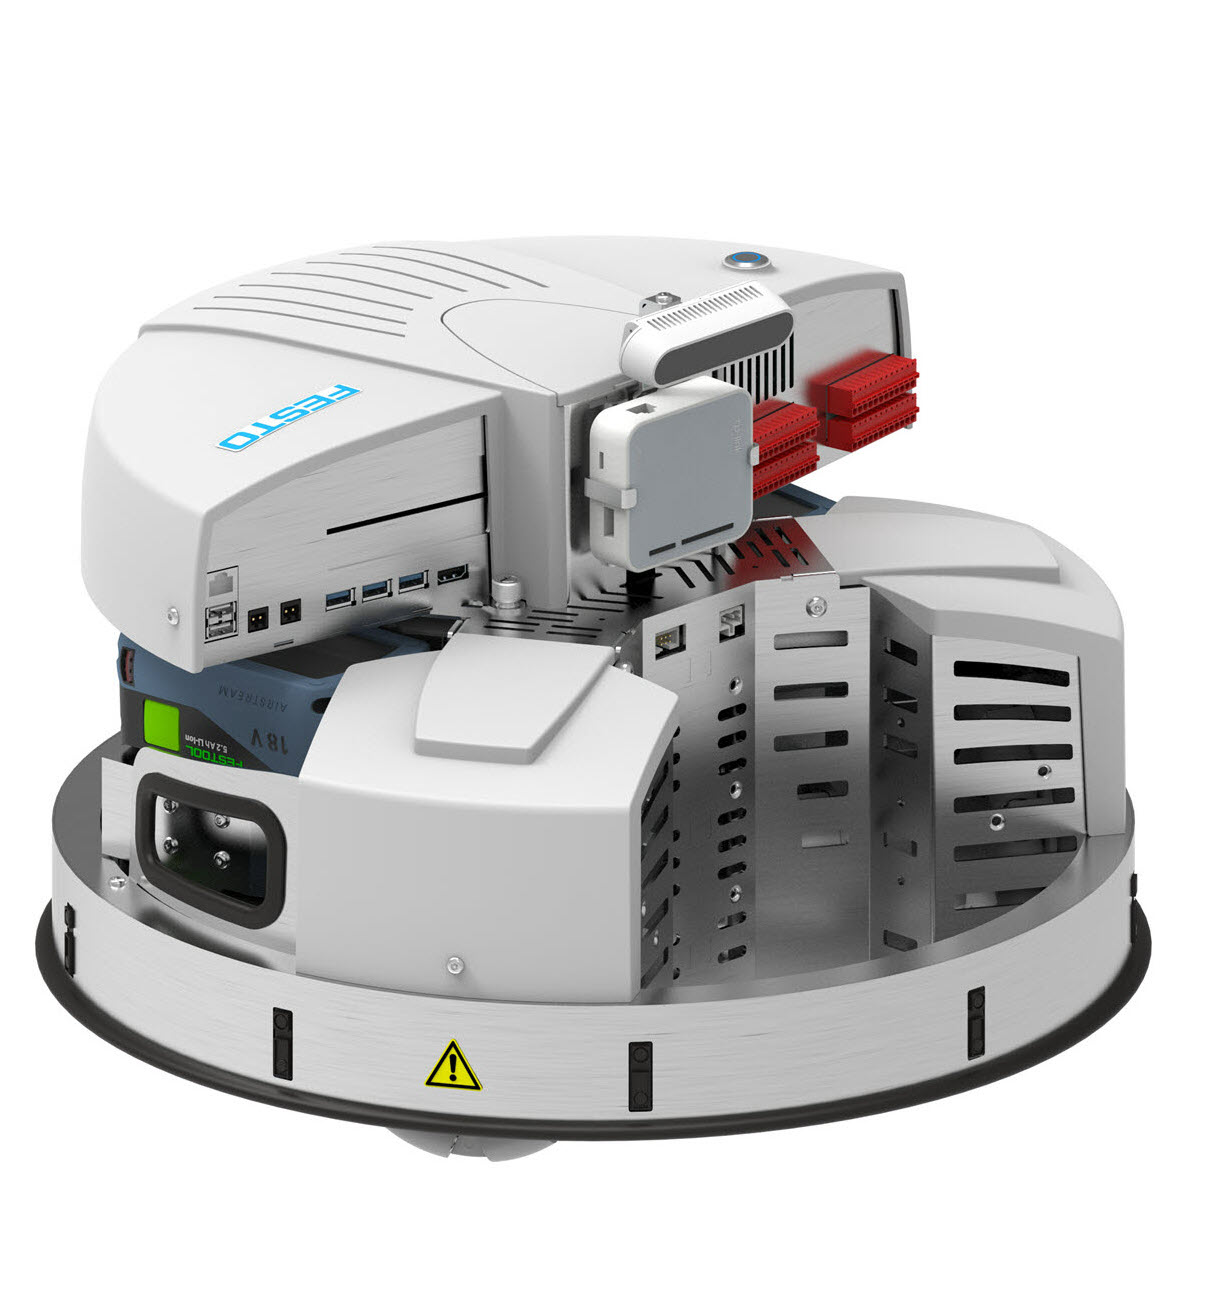 FESTO
AIRSTREAM
18 V
5.2 Ah Li-Ion
FESTOOL